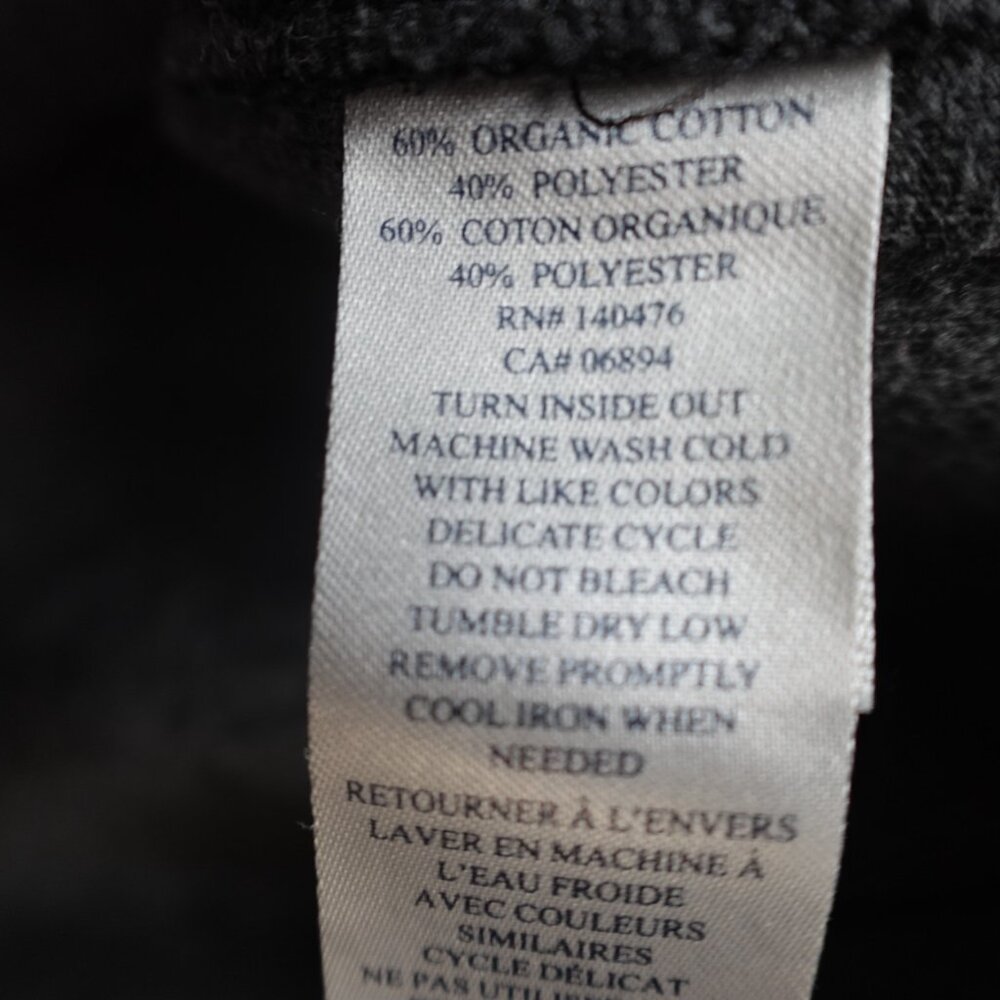 60% ORGANIC COTTON
40% POLYESTER
60% COTON ORGANIQUE
40% POLYESTER
RN# 140476
CA# 06894
TURN INSIDE OUT
MACHINE WASH COLD
WITH LIKE COLORS
DELICATE CYCLE
DO NOT BLEACH
TUMBLE DRY LOW
REMOVE PROMPTLY
COOL IRON WHEN
NEEDED
RETOURNER À L'ENVERS
LAVER EN MACHINE À
L'EAU FROIDE
AVEC COULEURS
SIMILAIRES
CYCLE DÉLICAT
NE PAS